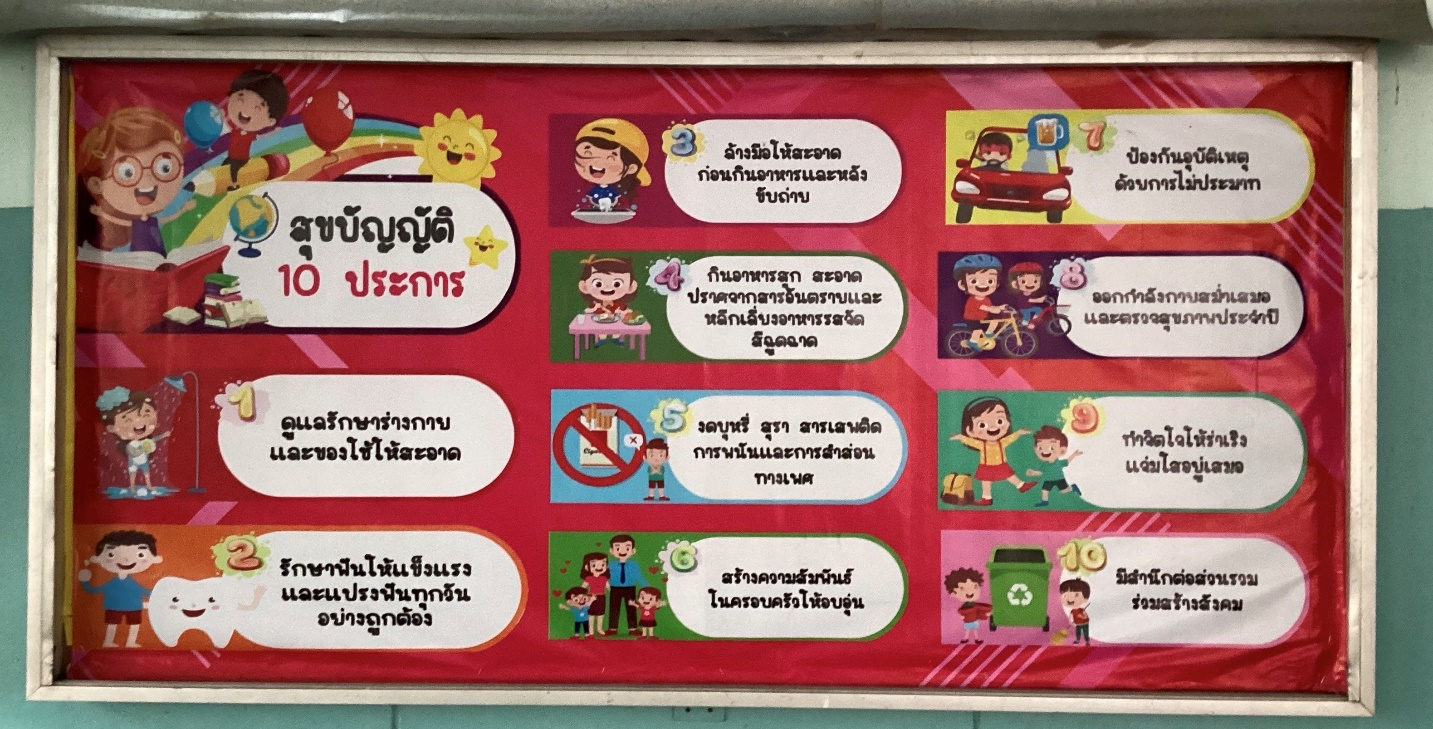 สุขบัญญัติ
10 ประการ
1
ดูแลรักษาร่างกาย
และของใช้ให้สะอาด
2
รักษาฟันให้แข็งแรง
และแปรงฟันทุกวัน
อย่างถูกต้อง
3
ล้างมือให้สะอาด
ก่อนกินอาหารและหลัง
ขับถ่าย
4
กินอาหารสุก สะอาด
ปราศจากสารอันตรายและ
หลีกเลี่ยงอาหารรสจัด
สีฉูดฉาด
5
งดบุหรี่ สุรา สารเสพติด
การพนันและการสำส่อน
ทางเพศ
6
สร้างความสัมพันธ์
ในครอบครัวให้อบอุ่น
7
ป้องกันอุบัติเหตุ
ด้วยการไม่ประมาท
8
ออกกำลังกายสม่ำเสมอ
และตรวจสุขภาพประจำปี
9
ทำจิตใจให้ร่าเริง
แจ่มใสอยู่เสมอ
10
มีสำนึกต่อส่วนรวม
ร่วมสร้างสังคม